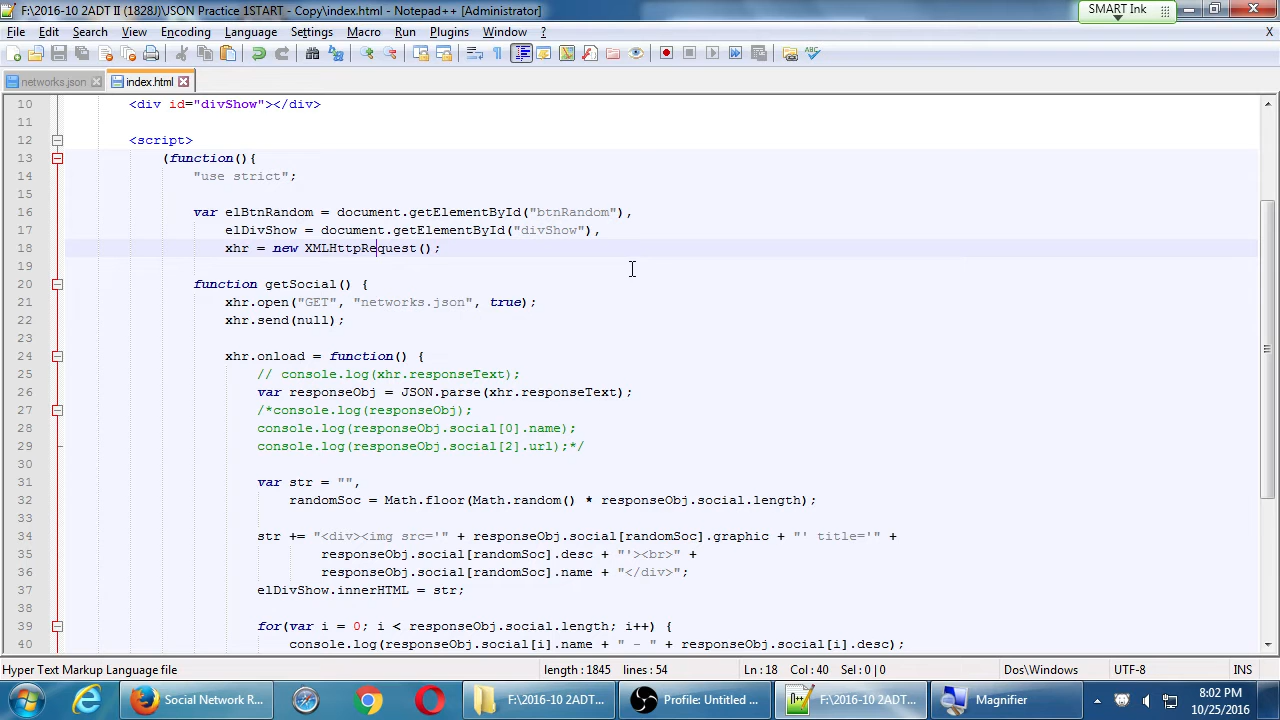 F:\2016-10 2ADT II (1828J)\JSON Practice 1START - Copy\index.html - Notepad++ [Administrator]
SMART Ink
File Edit Search View Encoding Language Settings Macro Run Plugins Window ? X
networks.json index.html
10 <div id="divShow"></div>
11
12 <script>
13 (function(){
14 "use strict";
15
16 var elBtnRandom = document.getElementById("btnRandom"),
17 elDivShow = document.getElementById("divShow"),
18 xhr = new XMLHttpRequest();
19
20 function getSocial() {
21 xhr.open("GET", "networks.json", true);
22 xhr.send(null);
23
24 xhr.onload = function() {
25 // console.log(xhr.responseText);
26 var responseObj = JSON.parse(xhr.responseText);
27 /*console.log(responseObj);
28 console.log(responseObj.social[0].name);
29 console.log(responseObj.social[2].url);*/
30
31 var str = "",
32 randomSoc = Math.floor(Math.random() * responseObj.social.length);
33
34 str += "<div><img src='" + responseObj.social[randomSoc].graphic + "' title='" +
35 responseObj.social[randomSoc].desc + "'><br>" +
36 responseObj.social[randomSoc].name + "</div>";
37 elDivShow.innerHTML = str;
38
39 for(var i = 0; i < responseObj.social.length; i++) {
40 console.log(responseObj.social[i].name + " - " + responseObj.social[i].desc);
Hyper Text Markup Language file length : 1845 lines : 54 Ln : 18 Col : 40 Sel : 0 | 0 Dos\Windows UTF-8 INS
Social Network R... F:\2016-10 2ADT... Profile: Untitled ... F:\2016-10 2ADT... Magnifier 8:02 PM
10/25/2016